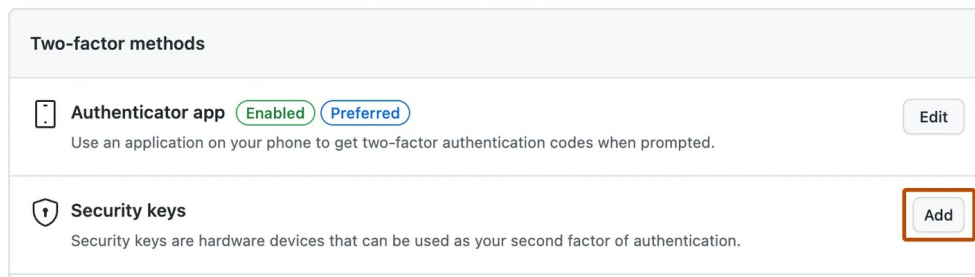 Two-factor methods
Authenticator app Enabled Preferred
Edit
Use an application on your phone to get two-factor authentication codes when prompted.
Security keys
Add
Security keys are hardware devices that can be used as your second factor of authentication.